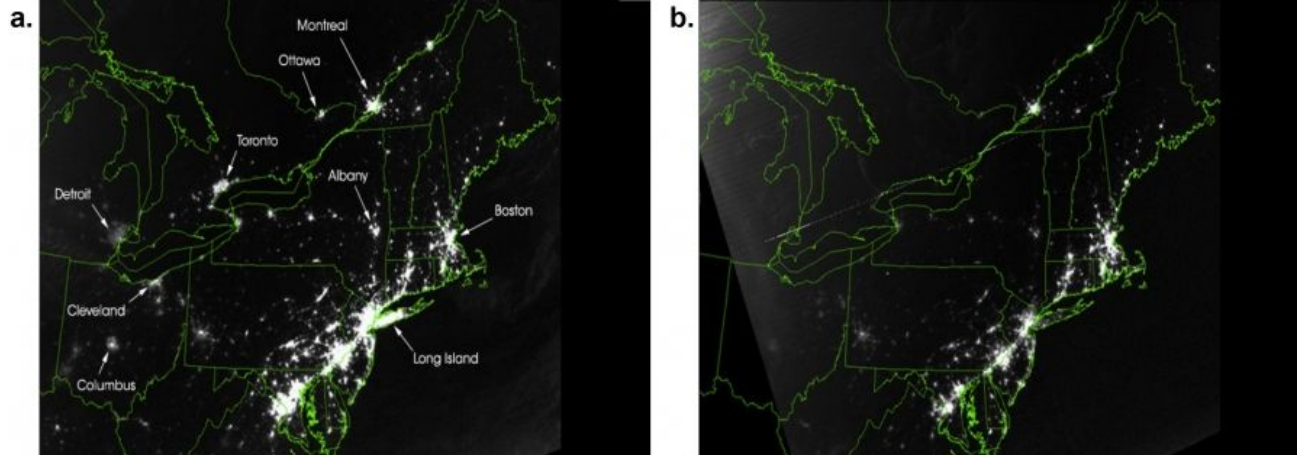 a.
b.
Montreal
Ottawa
Toronto
Albany
Detroit
Boston
Cleveland
Long Island
Columbus